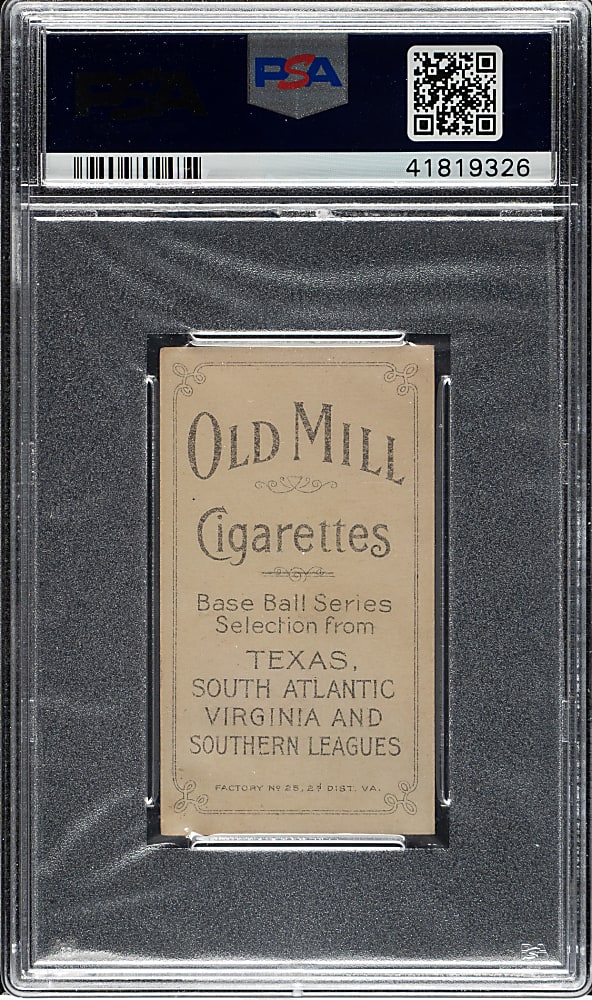 PSA
PSA
41819326
OLD MILL
Cigarettes
Base Ball Series
Selection from
TEXAS,
SOUTH ATLANTIC
VIRGINIA AND
SOUTHERN LEAGUES
FACTORY Nº 25, 2d DIST. VA.